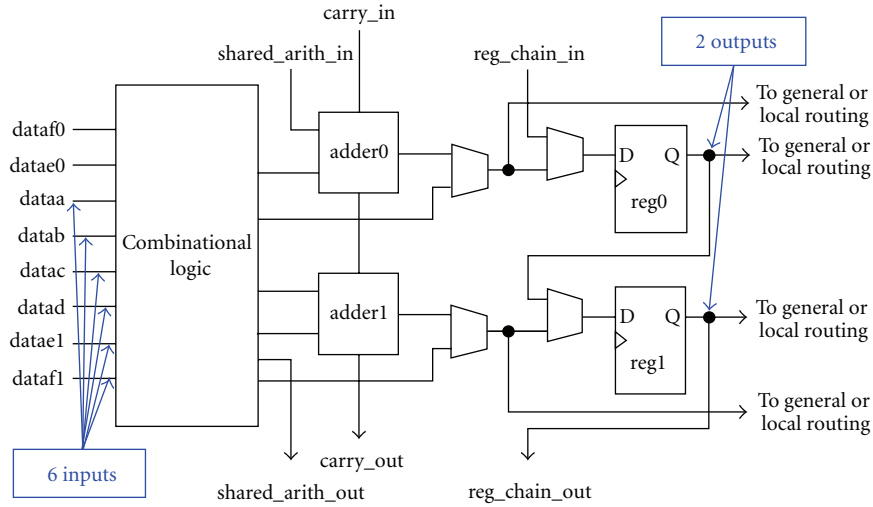 carry_in
shared_arith_in
reg_chain_in
2 outputs
To general or
local routing
dataf0
datae0
dataa
datab
datac
datad
datae1
dataf1
Combinational
logic
adder0
D
Q
reg0
To general or
local routing
adder1
D
Q
reg1
To general or
local routing
To general or
local routing
6 inputs
carry_out
shared_arith_out
reg_chain_out